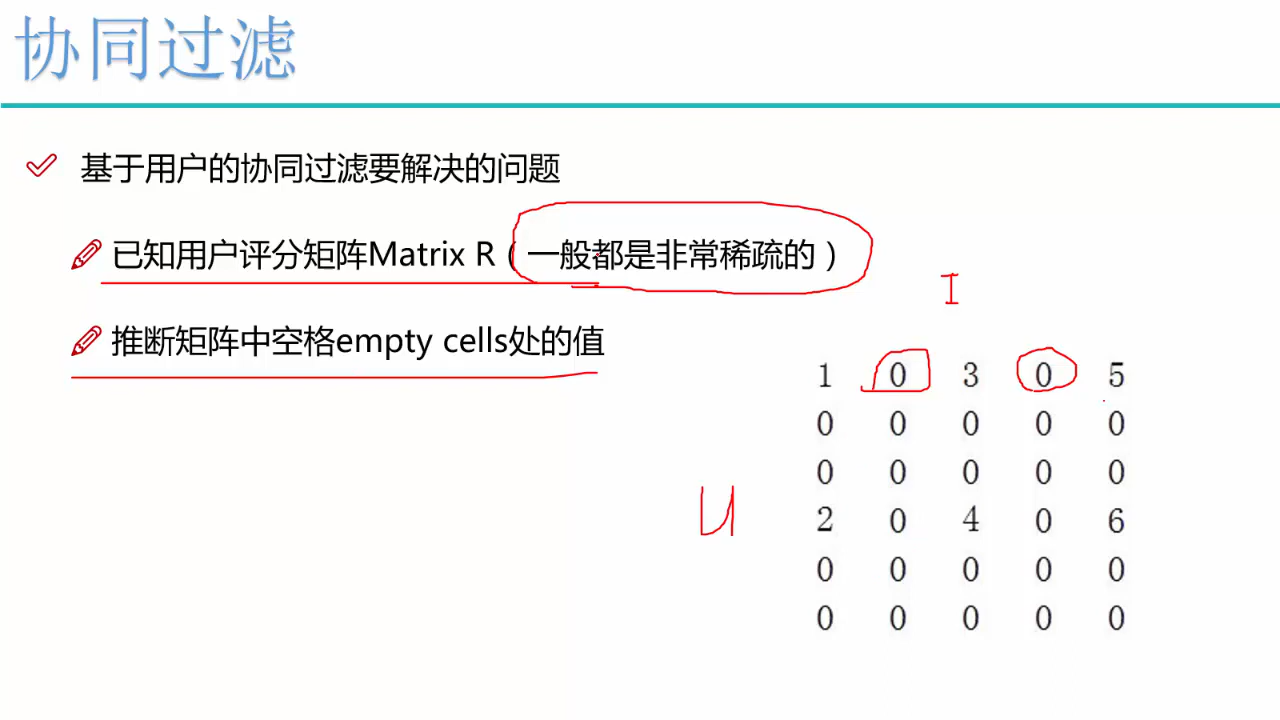 协同过滤
基于用户的协同过滤要解决的问题
已知用户评分矩阵Matrix R（一般都是非常稀疏的）
推断矩阵中空格empty cells处的值
I
1 0 3 0 5
0 0 0 0 0
0 0 0 0 0
U
2 0 4 0 6
0 0 0 0 0
0 0 0 0 0